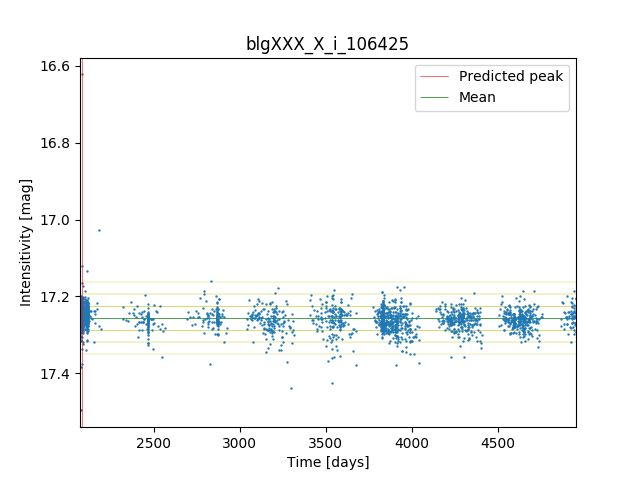 blgXXX_X_i_106425
Predicted peak
Mean
Intensitivity [mag]
16.6
16.8
17.0
17.2
17.4
2500
3000
3500
4000
4500
Time [days]